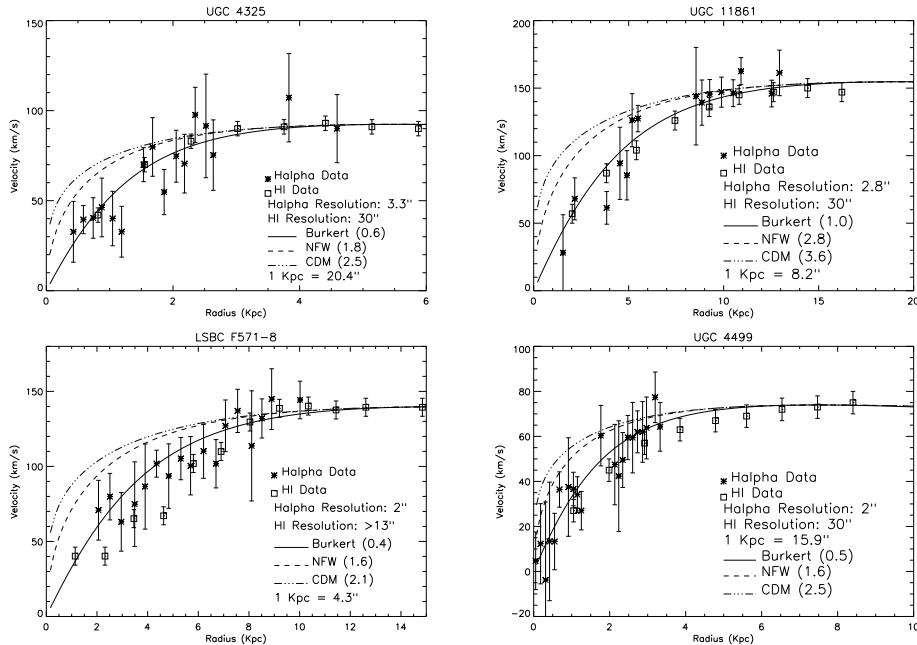 UGC 4325
150
100
50
0
Velocity (km/s)
Halpha Data
HI Data
Halpha Resolution: 3.3"
HI Resolution: 30"
Burkert (0.6)
NFW (1.8)
CDM (2.5)
1 Kpc = 20.4"
0 2 4 6
Radius (Kpc)
UGC 11861
200
150
100
50
0
Velocity (km/s)
Halpha Data
HI Data
Halpha Resolution: 2.8"
HI Resolution: 30"
Burkert (1.0)
NFW (2.8)
CDM (3.6)
1 Kpc = 8.2"
0 5 10 15 20
Radius (Kpc)
LSBC F571-8
150
100
50
0
Velocity (km/s)
Halpha Data
HI Data
Halpha Resolution: 2"
HI Resolution: >13"
Burkert (0.4)
NFW (1.6)
CDM (2.1)
1 Kpc = 4.3"
0 2 4 6 8 10 12 14
Radius (Kpc)
UGC 4499
100
80
60
40
20
0
-20
Velocity (km/s)
Halpha Data
HI Data
Halpha Resolution: 2"
HI Resolution: 30"
1 Kpc = 15.9"
Burkert (0.5)
NFW (1.6)
CDM (2.5)
0 2 4 6 8 10
Radius (Kpc)